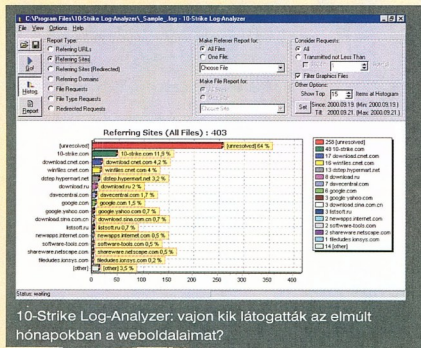 C:\Program Files\10-Strike Log-Analyzer\_Sample_.log - 10-Strike Log-Analyzer
File View Options Help
Report Type:
Referring URLs
Referring Sites
Referring Sites (Redirected)
Referring Domains
File Requests
File Type Requests
Redirected Requests
Go!
Histog.
Report
Make Referrer Report for:
All Files
One File:
Choose File
Make File Report for:
Consider Requests:
All
Transmitted not Less Than:
Filter Graphics Files
Other Options:
Show Top 15 Items at Histogram
Set Since: 2000.09.19 (Min: 2000.09.19)
Till: 2000.09.21 (Max: 2000.09.21)
Referring Sites (All Files) : 403
[unresolved] [unresolved] 64 %
10-strike.com 10-strike.com 11,9 %
download.cnet.com download.cnet.com 4,2 %
winfiles.cnet.com winfiles.cnet.com 4 %
dstep.hypermart.net dstep.hypermart.net 3,2 %
download.ru download.ru 2 %
davecentral.com davecentral.com 1,7 %
google.com google.com 1,5 %
google.yahoo.com google.yahoo.com 0,7 %
download.sina.com.cn download.sina.com.cn 0,7 %
listsoft.ru listsoft.ru 0,7 %
newapps.internet.com newapps.internet.com 0,5 %
software-tools.com software-tools.com 0,5 %
shareware.netscape.com shareware.netscape.com 0,5 %
filedudes.ionsys.com filedudes.ionsys.com 0,2 %
[other] [other] 3,5 %
0 50 100 150 200 250 300 350 400
258 [unresolved]
48 10-strike.com
17 download.cnet.com
16 winfiles.cnet.com
13 dstep.hypermart.net
8 download.ru
7 davecentral.com
6 google.com
3 google.yahoo.com
3 download.sina.com.cn
3 listsoft.ru
2 newapps.internet.com
2 software-tools.com
2 shareware.netscape.com
1 filedudes.ionsys.com
14 [other]
Status: waiting
10-Strike Log-Analyzer: vajon kik látogatták az elmúlt
hónapokban a weboldalaimat?